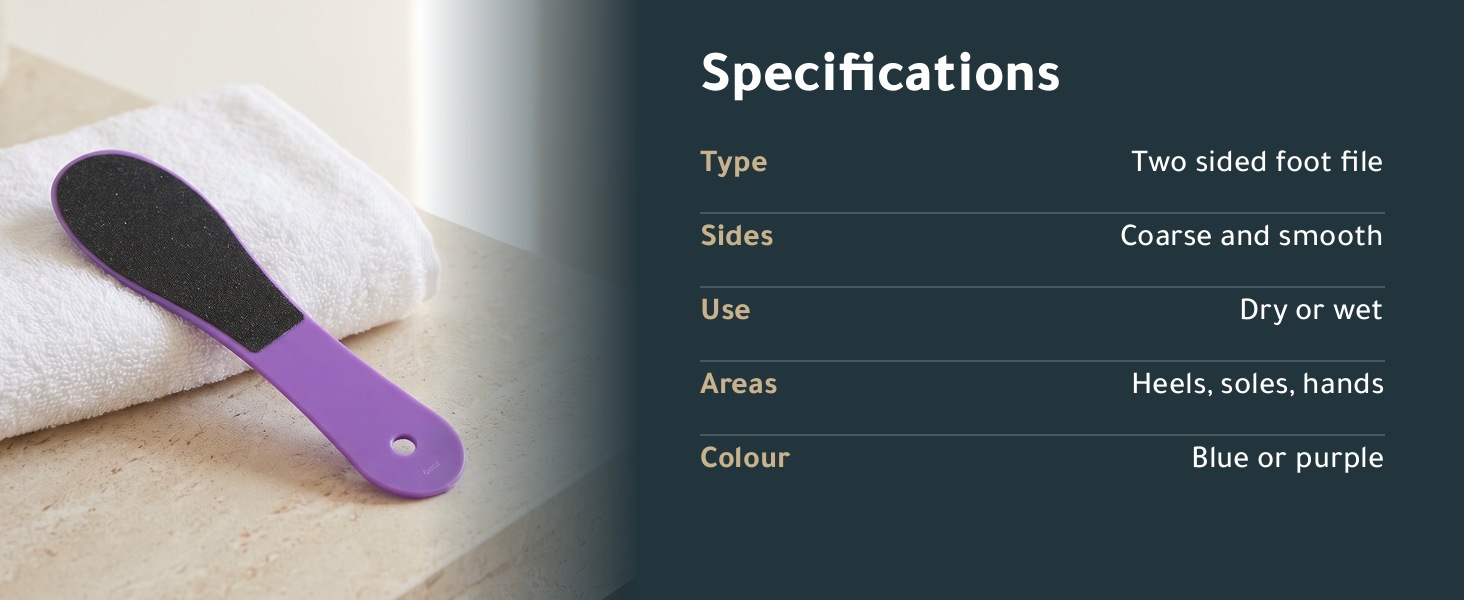 Specifications
Type Two sided foot file
Sides Coarse and smooth
Use Dry or wet
Areas Heels, soles, hands
Colour Blue or purple